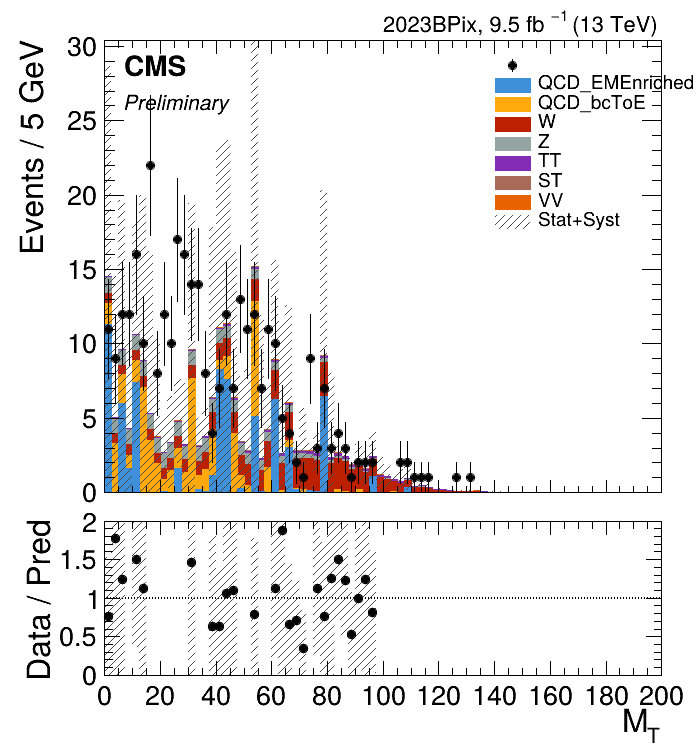 2023BPix, 9.5 fb⁻¹ (13 TeV)
CMS
Preliminary
QCD_EMEnriched
QCD_bcToE
W
Z
TT
ST
VV
Stat+Syst
Events / 5 GeV
30
25
20
15
10
5
0
Data / Pred
2
1.5
1
0.5
0
0 20 40 60 80 100 120 140 160 180 200
M_T